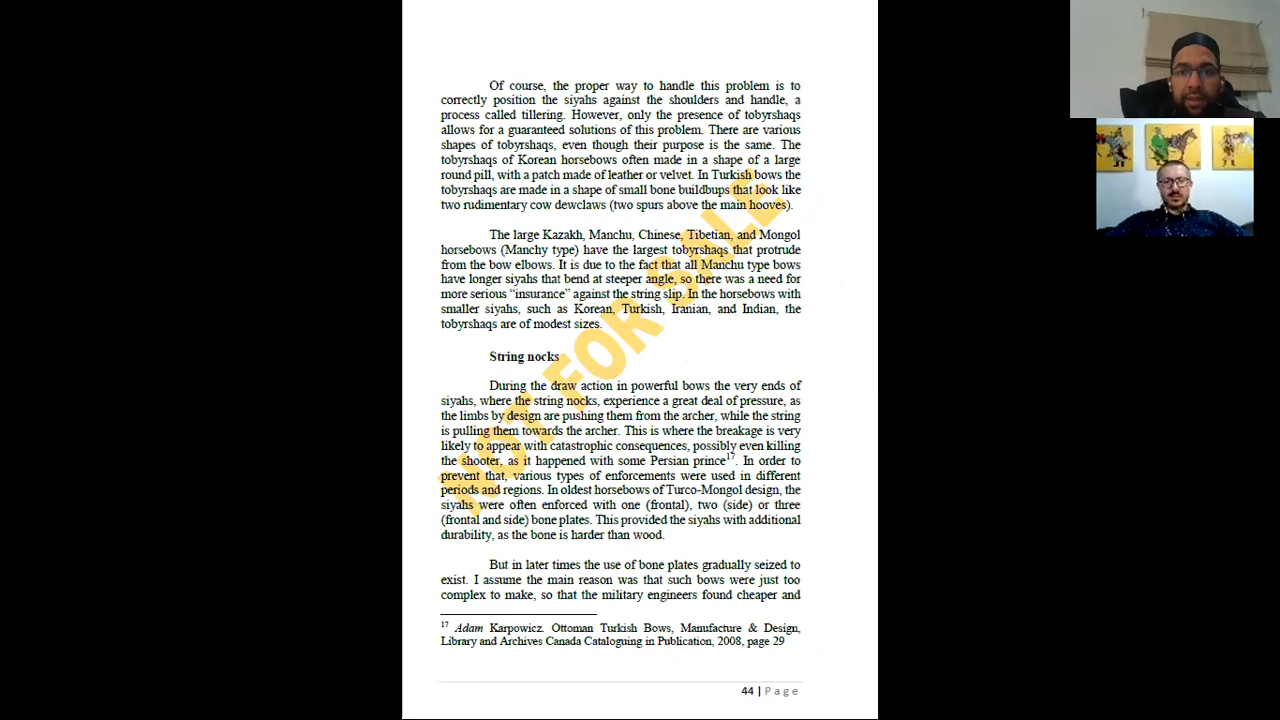 Of course, the proper way to handle this problem is to
correctly position the siyahs against the shoulders and handle, a
process called tillering. However, only the presence of tobyrshaqs
allows for a guaranteed solutions of this problem. There are various
shapes of tobyrshaqs, even though their purpose is the same. The
tobyrshaqs of Korean horsebows often made in a shape of a large
round pill, with a patch made of leather or velvet. In Turkish bows the
tobyrshaqs are made in a shape of small bone buildbups that look like
two rudimentary cow dewclaws (two spurs above the main hooves).
The large Kazakh, Manchu, Chinese, Tibetian, and Mongol
horsebows (Manchy type) have the largest tobyrshaqs that protrude
from the bow elbows. It is due to the fact that all Manchu type bows
have longer siyahs that bend at steeper angle, so there was a need for
more serious “insurance” against the string slip. In the horsebows with
smaller siyahs, such as Korean, Turkish, Iranian, and Indian, the
tobyrshaqs are of modest sizes.
String nocks
During the draw action in powerful bows the very ends of
siyahs, where the string nocks, experience a great deal of pressure, as
the limbs by design are pushing them from the archer, while the string
is pulling them towards the archer. This is where the breakage is very
likely to appear with catastrophic consequences, possibly even killing
the shooter, as it happened with some Persian prince17. In order to
prevent that, various types of enforcements were used in different
periods and regions. In oldest horsebows of Turco-Mongol design, the
siyahs were often enforced with one (frontal), two (side) or three
(frontal and side) bone plates. This provided the siyahs with additional
durability, as the bone is harder than wood.
But in later times the use of bone plates gradually seized to
exist. I assume the main reason was that such bows were just too
complex to make, so that the military engineers found cheaper and
17 Adam Karpowicz. Ottoman Turkish Bows, Manufacture & Design,
Library and Archives Canada Cataloguing in Publication, 2008, page 29
44 | Page
NOT FOR SALE